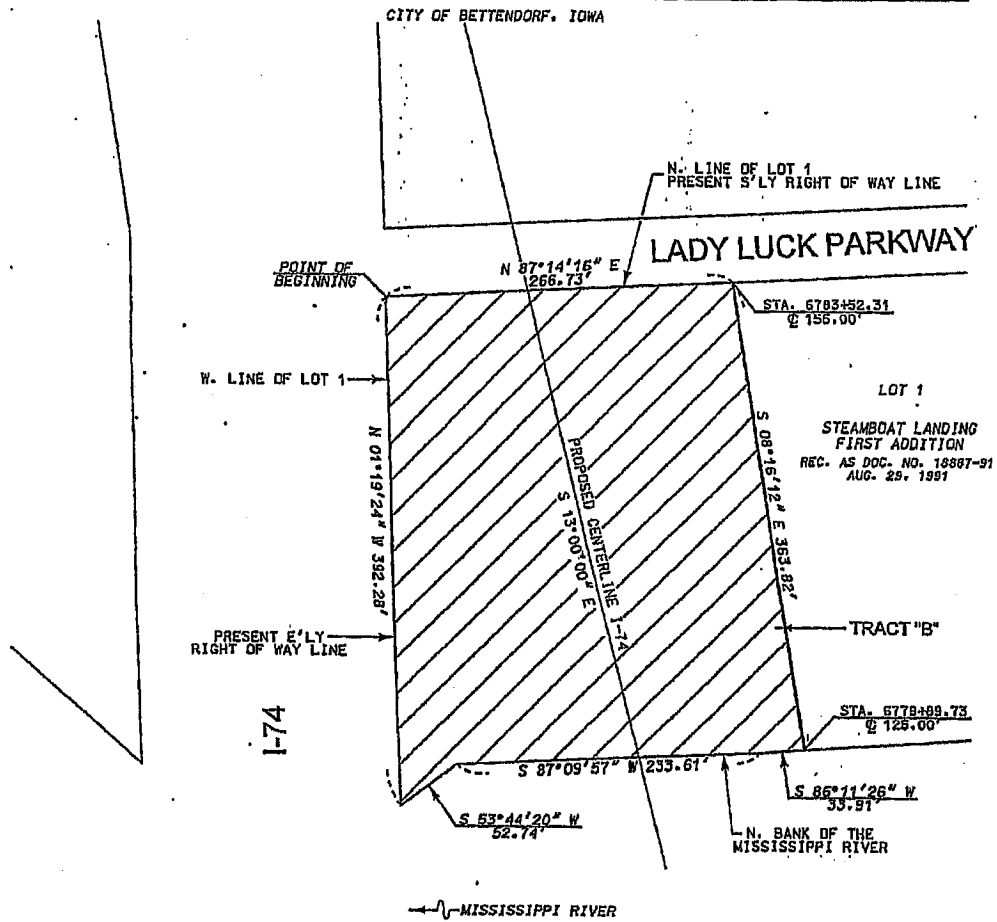 CITY OF BETTENDORF, IOWA
N. LINE OF LOT 1
PRESENT S'LY RIGHT OF WAY LINE
LADY LUCK PARKWAY
POINT OF
BEGINNING
N 87°14'16" E
266.73'
STA. 6783+52.31
℄ 156.00'
W. LINE OF LOT 1
LOT 1
STEAMBOAT LANDING
FIRST ADDITION
REC. AS DOC. NO. 18887-91
AUG. 29, 1991
N 01°19'24" W 392.28'
PROPOSED CENTERLINE I-74
S 13°00'00" E
S 08°16'12" E 363.82'
PRESENT E'LY
RIGHT OF WAY LINE
TRACT "B"
I-74
STA. 6779+89.73
℄ 126.00'
S 87°09'57" W 233.61'
S 86°11'26" W
33.91'
S 53°44'20" W
52.74'
N. BANK OF THE
MISSISSIPPI RIVER
MISSISSIPPI RIVER